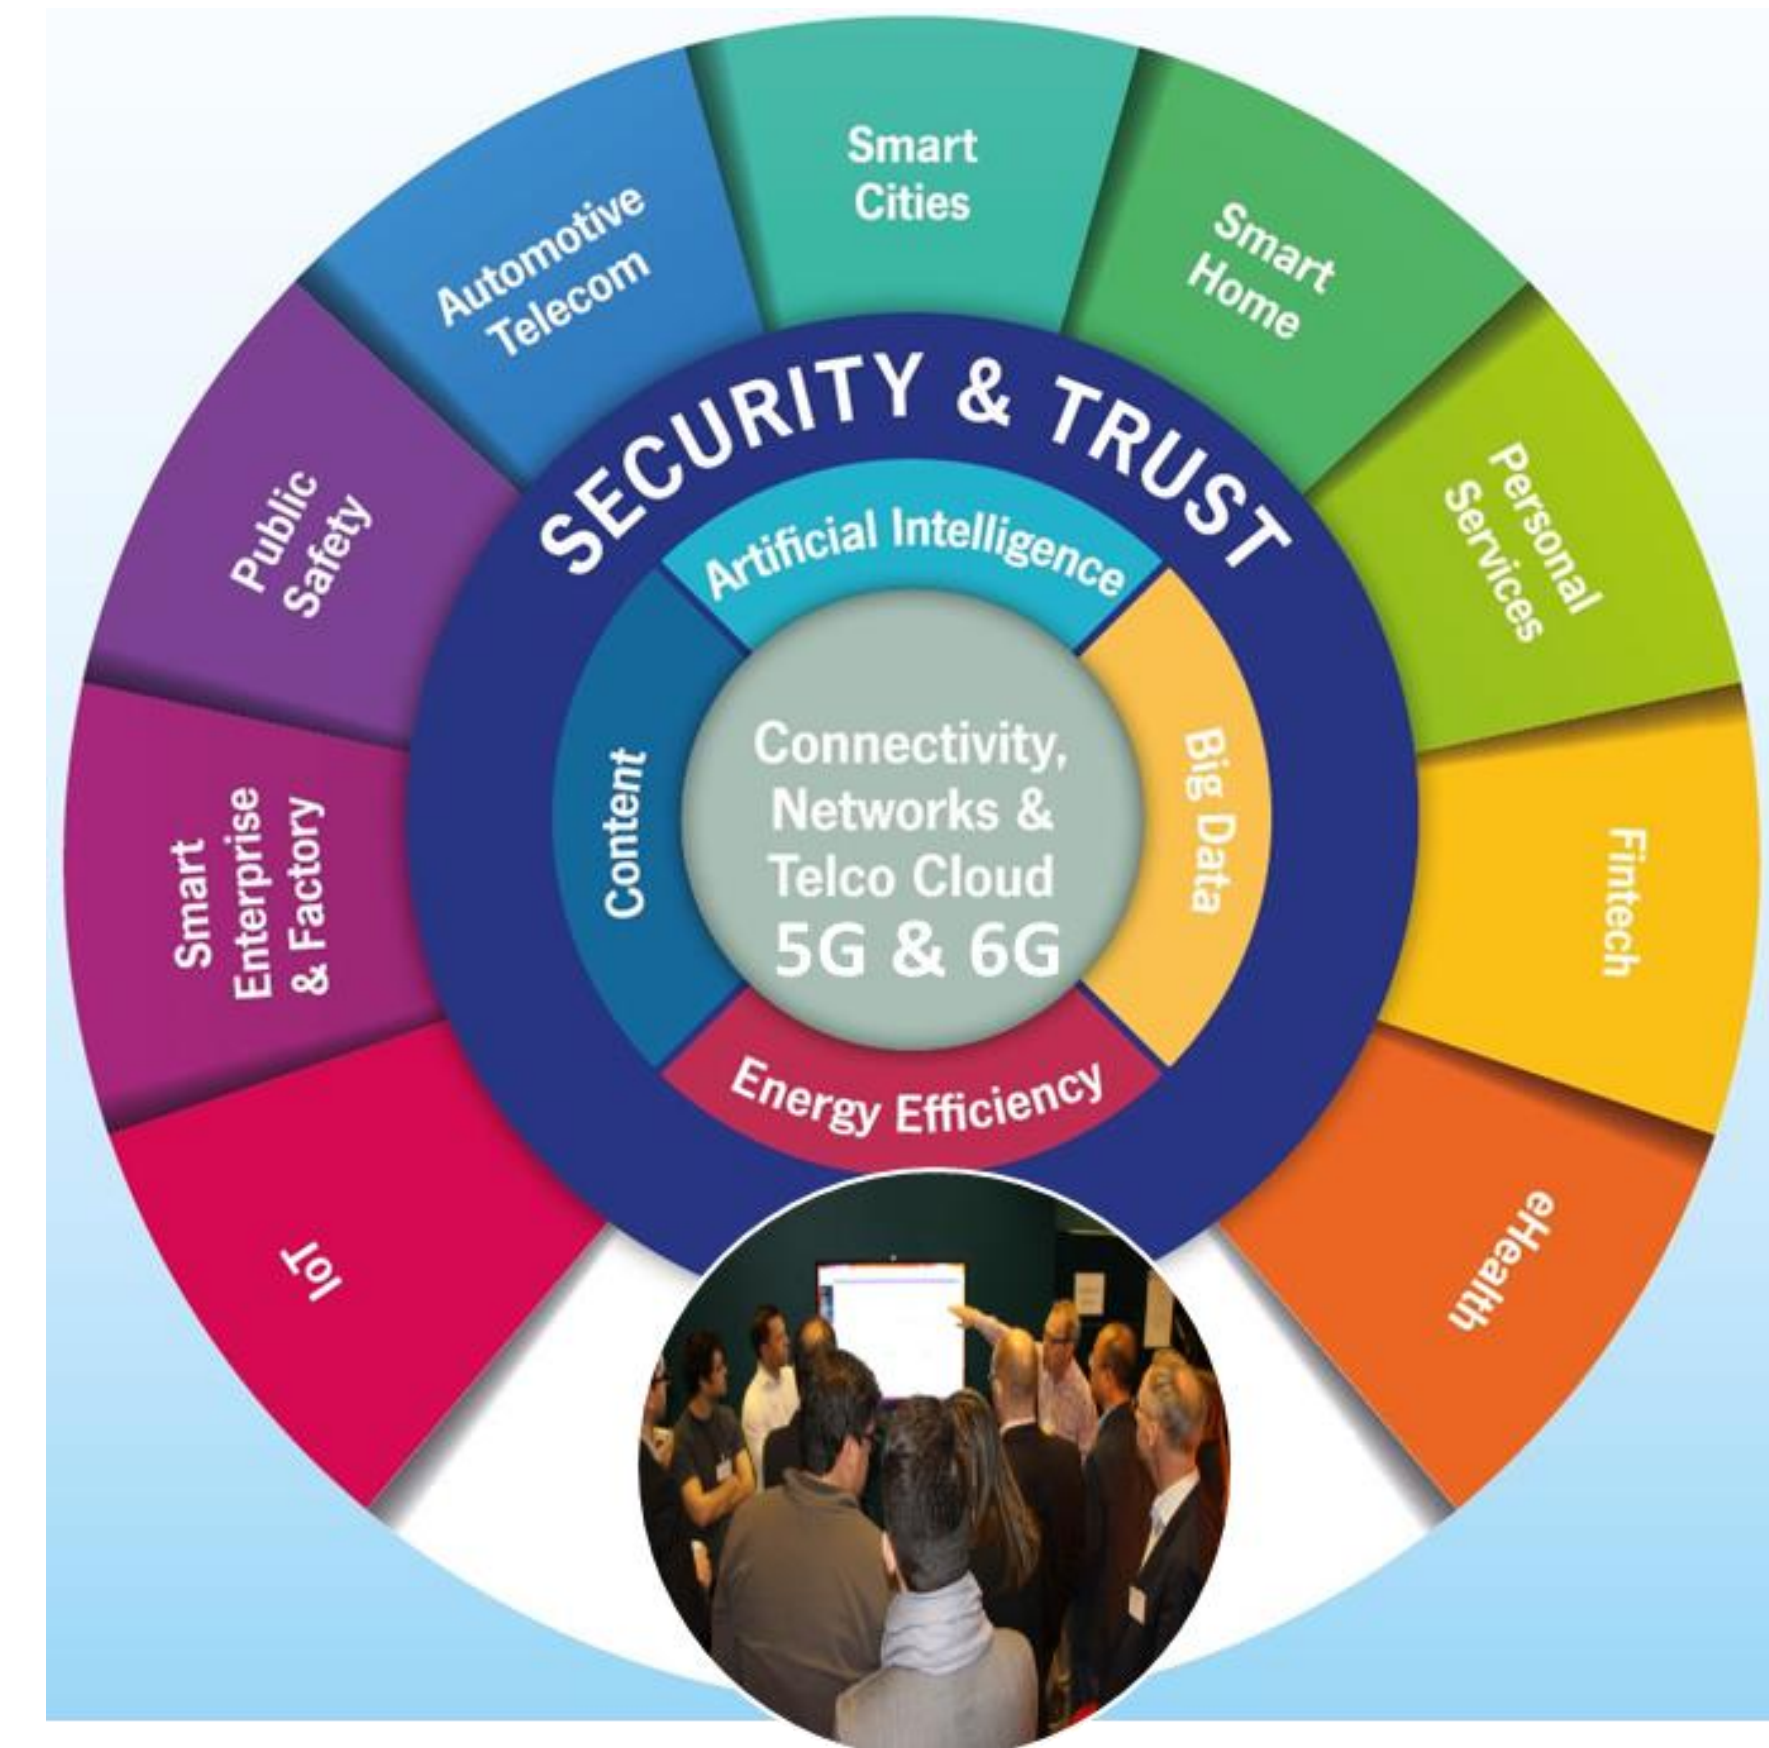 Smart
Cities
Smart
Home
Personal
Services
Fintech
eHealth
IoT
Smart
Enterprise
& Factory
Public
Safety
Automotive
Telecom
SECURITY & TRUST
Artificial Intelligence
Big Data
Energy Efficiency
Content
Connectivity,
Networks &
Telco Cloud
5G & 6G